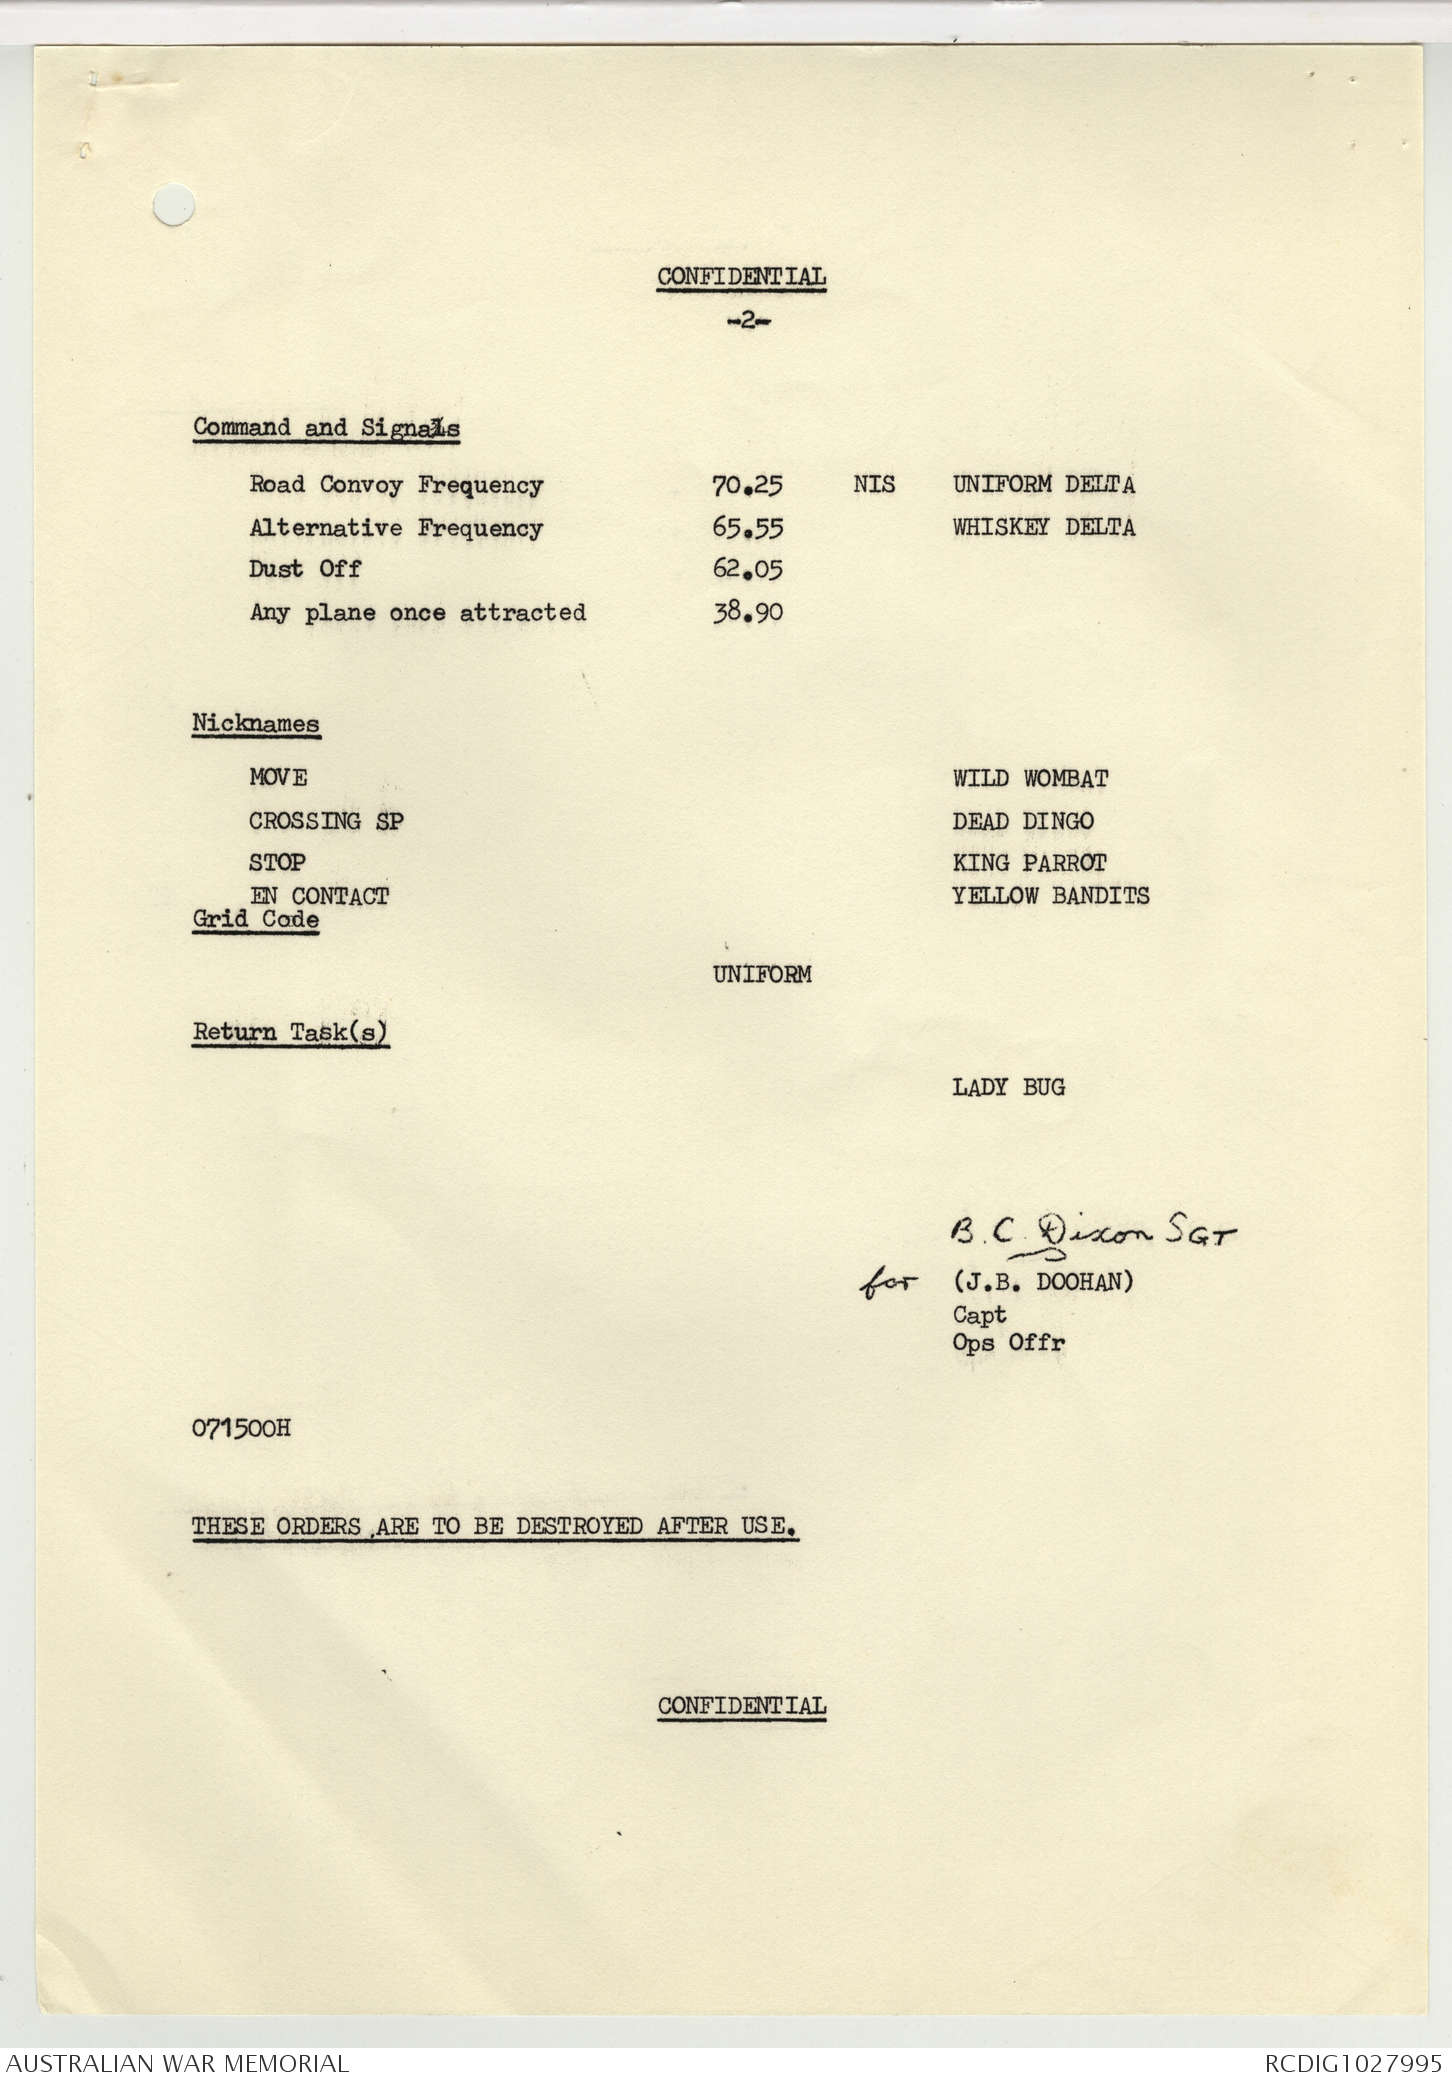 CONFIDENTIAL
-2-
Command and Signals
Road Convoy Frequency 70.25 NIS UNIFORM DELTA
Alternative Frequency 65.55 WHISKEY DELTA
Dust Off 62.05
Any plane once attracted 38.90
Nicknames
MOVE WILD WOMBAT
CROSSING SP DEAD DINGO
STOP KING PARROT
EN CONTACT YELLOW BANDITS
Grid Code
UNIFORM
Return Task(s)
LADY BUG
B.C. Dixon SGT
for (J.B. DOOHAN)
Capt
Ops Offr
071500H
THESE ORDERS ARE TO BE DESTROYED AFTER USE.
CONFIDENTIAL
AUSTRALIAN WAR MEMORIAL RCDIG1027995